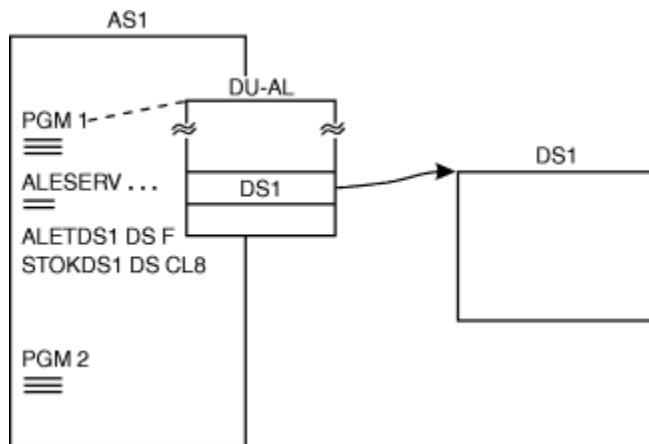 AS1
DU-AL
PGM 1
DS1
ALESERV . . .
DS1
ALETDS1 DS F
STOKDS1 DS CL8
PGM 2